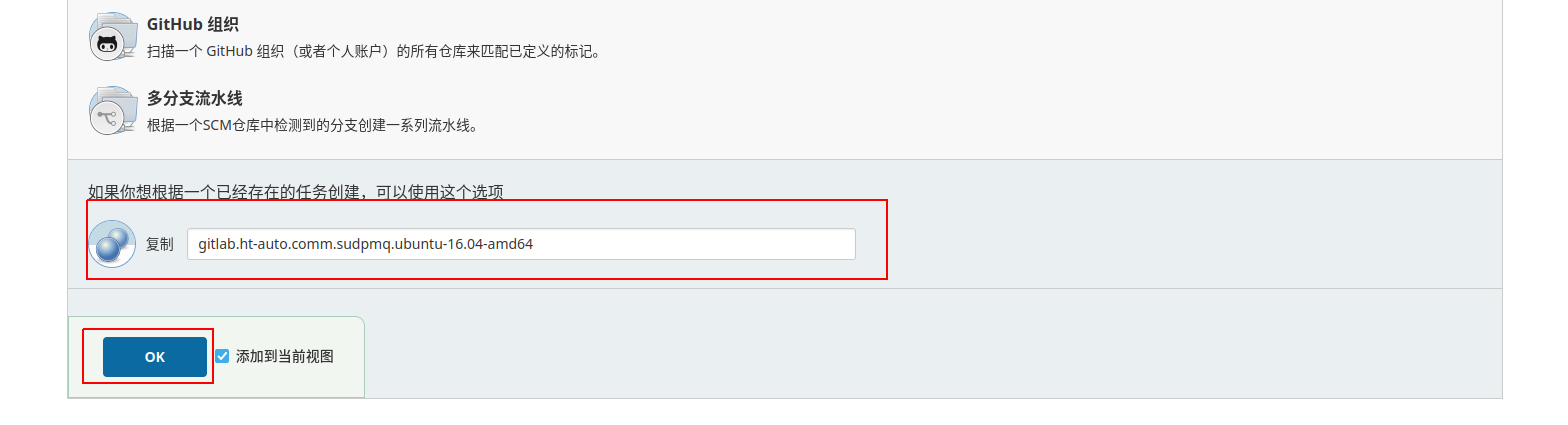 GitHub 组织
扫描一个 GitHub 组织（或者个人账户）的所有仓库来匹配已定义的标记。
多分支流水线
根据一个SCM仓库中检测到的分支创建一系列流水线。
如果你想根据一个已经存在的任务创建，可以使用这个选项
复制 gitlab.ht-auto.comm.sudpmq.ubuntu-16.04-amd64
OK 添加到当前视图